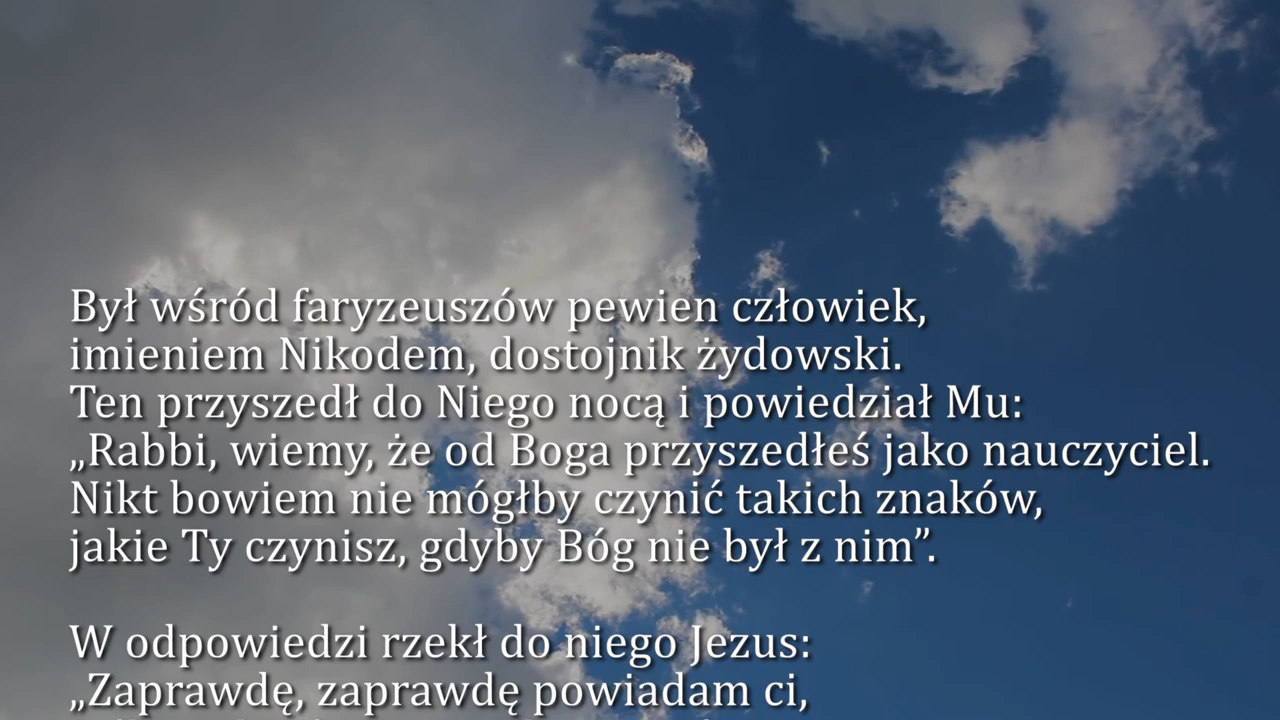 Był wśród faryzeuszów pewien człowiek,
imieniem Nikodem, dostojnik żydowski.
Ten przyszedł do Niego nocą i powiedział Mu:
„Rabbi, wiemy, że od Boga przyszedłeś jako nauczyciel.
Nikt bowiem nie mógłby czynić takich znaków,
jakie Ty czynisz, gdyby Bóg nie był z nim”.
W odpowiedzi rzekł do niego Jezus:
„Zaprawdę, zaprawdę powiadam ci,